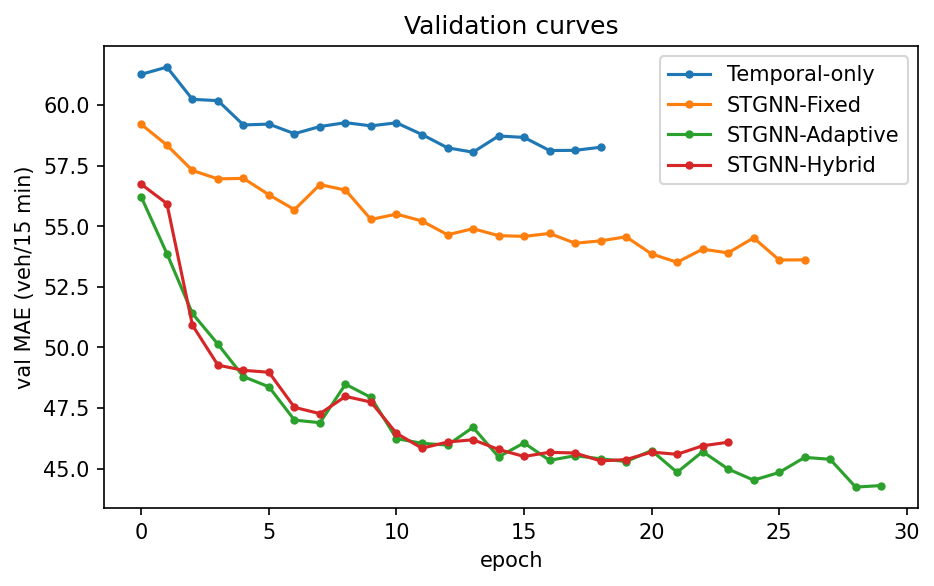 Validation curves
Temporal-only
STGNN-Fixed
STGNN-Adaptive
STGNN-Hybrid
val MAE (veh/15 min)
60.0
57.5
55.0
52.5
50.0
47.5
45.0
0 5 10 15 20 25 30
epoch